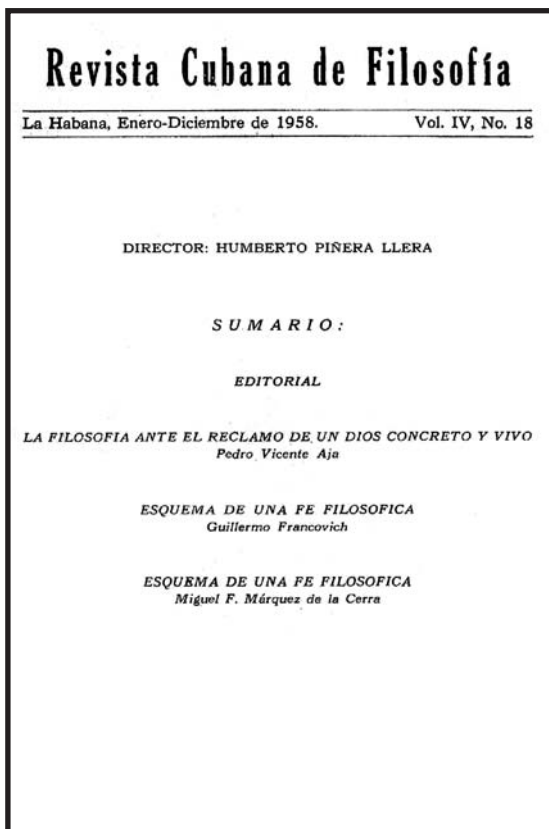 Revista Cubana de Filosofía
La Habana, Enero-Diciembre de 1958. Vol. IV, No. 18
DIRECTOR: HUMBERTO PIÑERA LLERA
SUMARIO:
EDITORIAL
LA FILOSOFIA ANTE EL RECLAMO DE UN DIOS CONCRETO Y VIVO
Pedro Vicente Aja
ESQUEMA DE UNA FE FILOSOFICA
Guillermo Francovich
ESQUEMA DE UNA FE FILOSOFICA
Miguel F. Márquez de la Cerra